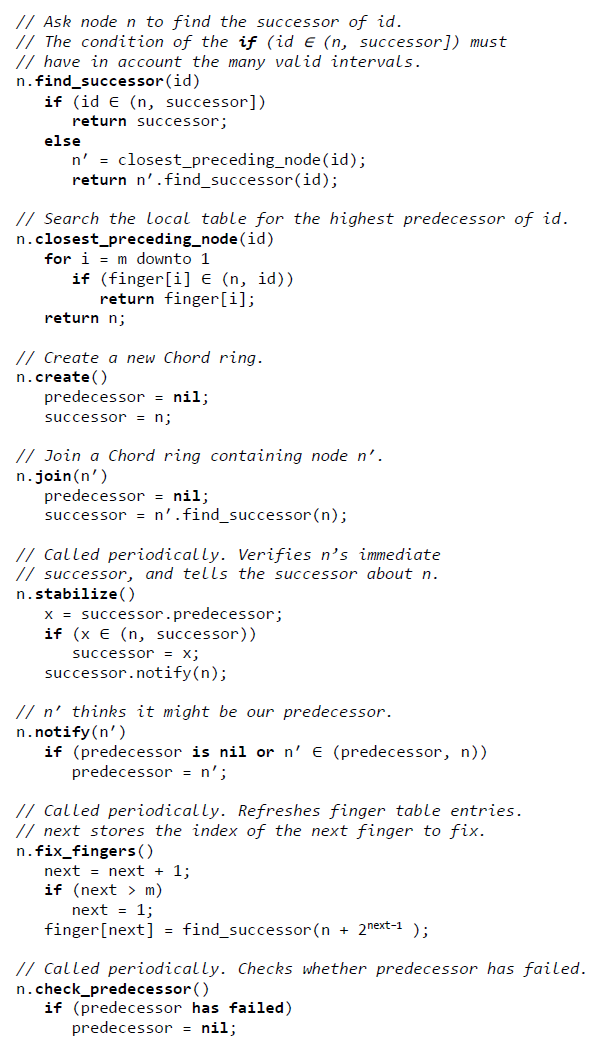 // Ask node n to find the successor of id.
// The condition of the if (id ∈ (n, successor]) must
// have in account the many valid intervals.
n.find_successor(id)
if (id ∈ (n, successor])
return successor;
else
n′ = closest_preceding_node(id);
return n′.find_successor(id);
// Search the local table for the highest predecessor of id.
n.closest_preceding_node(id)
for i = m downto 1
if (finger[i] ∈ (n, id))
return finger[i];
return n;
// Create a new Chord ring.
n.create()
predecessor = nil;
successor = n;
// Join a Chord ring containing node n′.
n.join(n′)
predecessor = nil;
successor = n′.find_successor(n);
// Called periodically. Verifies n’s immediate
// successor, and tells the successor about n.
n.stabilize()
x = successor.predecessor;
if (x ∈ (n, successor))
successor = x;
successor.notify(n);
// n′ thinks it might be our predecessor.
n.notify(n′)
if (predecessor is nil or n′ ∈ (predecessor, n))
predecessor = n′;
// Called periodically. Refreshes finger table entries.
// next stores the index of the next finger to fix.
n.fix_fingers()
next = next + 1;
if (next > m)
next = 1;
finger[next] = find_successor(n + 2^next−1 );
// Called periodically. Checks whether predecessor has failed.
n.check_predecessor()
if (predecessor has failed)
predecessor = nil;